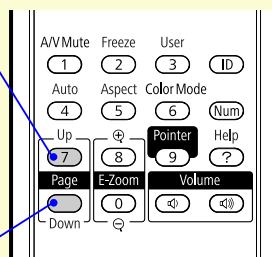 A/V Mute Freeze User
1 2 3 ID
Auto Aspect Color Mode
4 5 6 Num
Up Pointer Help
7 8 9 ?
Page E-Zoom Volume
0
Down